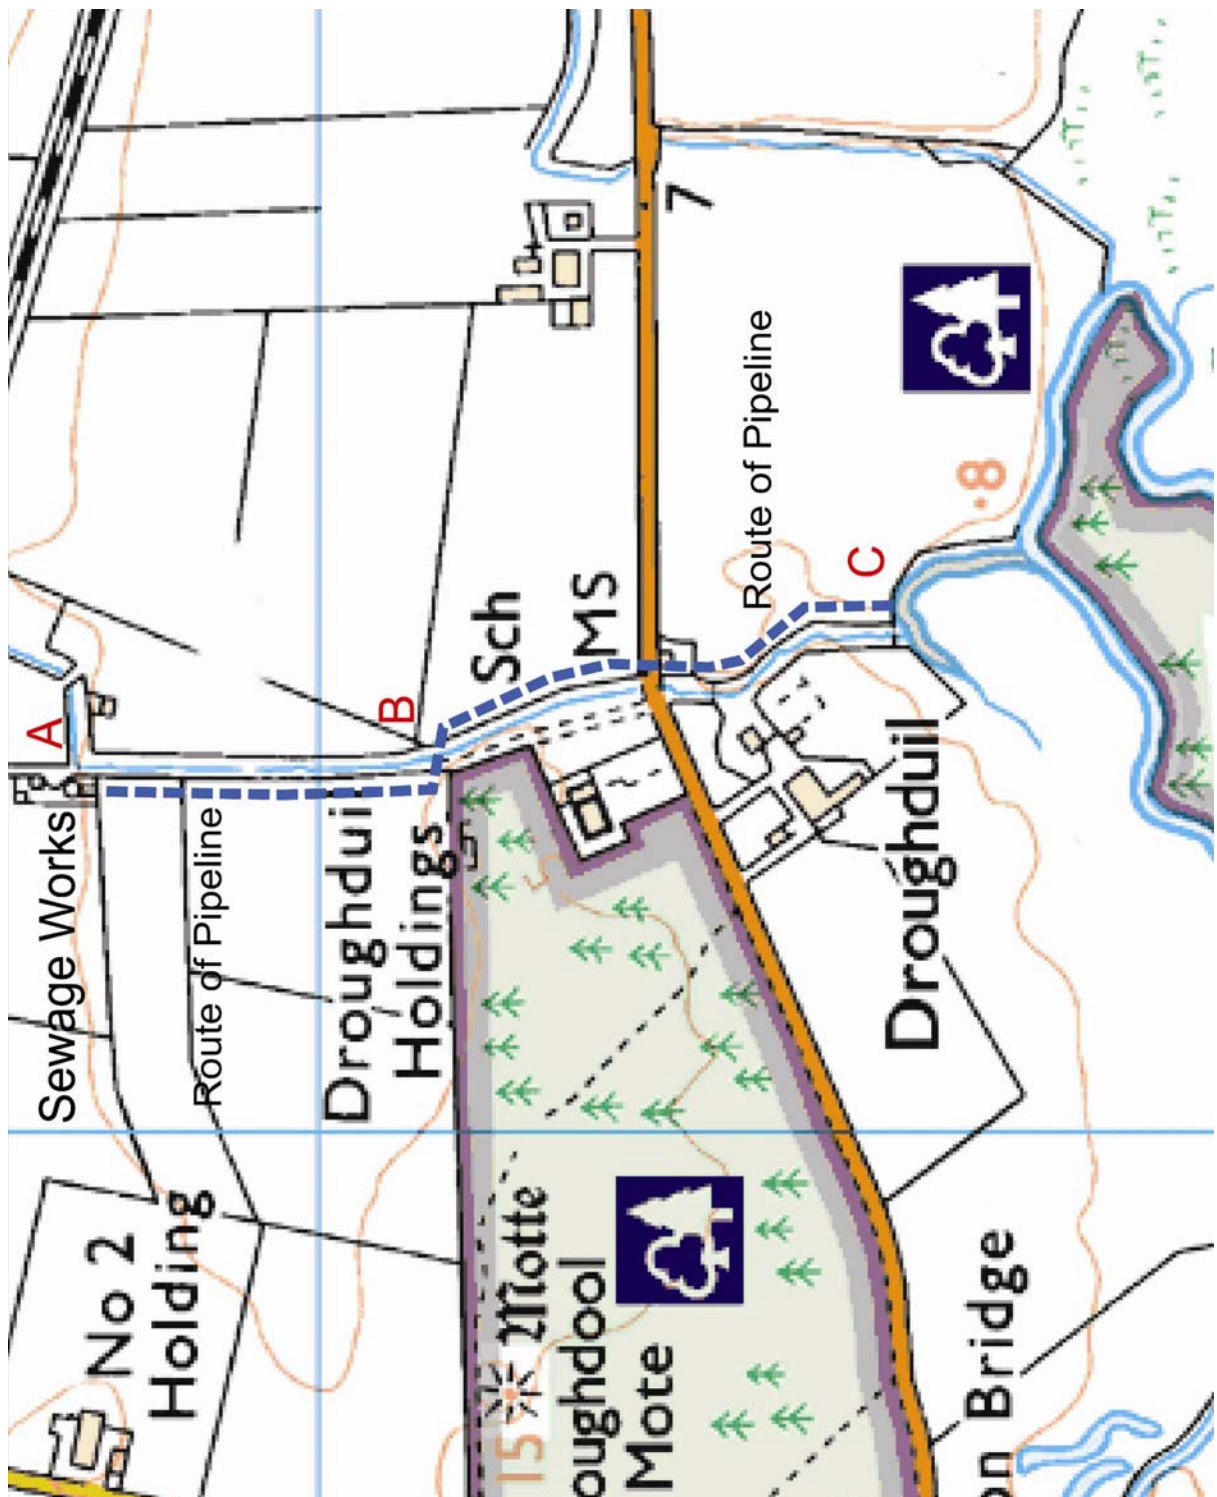 A
Sewage Works
Route of Pipeline
B
Droughduil
Holdings
Sch
MS
7
Route of Pipeline
C
8
Droughduil
No 2
Holding
Motte
oughdool
Mote
15
on Bridge